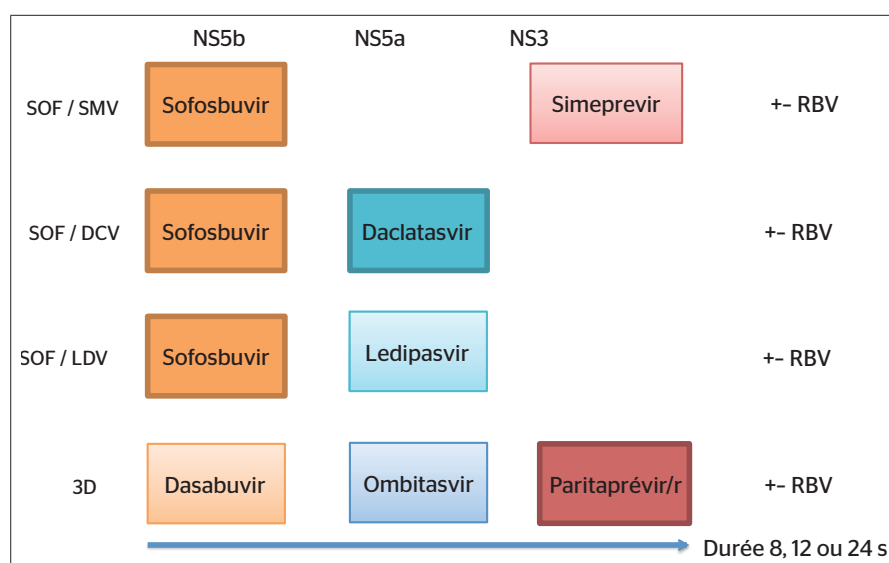 NS5b NS5a NS3
SOF / SMV Sofosbuvir Simeprevir +- RBV
SOF / DCV Sofosbuvir Daclatasvir +- RBV
SOF / LDV Sofosbuvir Ledipasvir +- RBV
3D Dasabuvir Ombitasvir Paritaprévir/r +- RBV
Durée 8, 12 ou 24 s